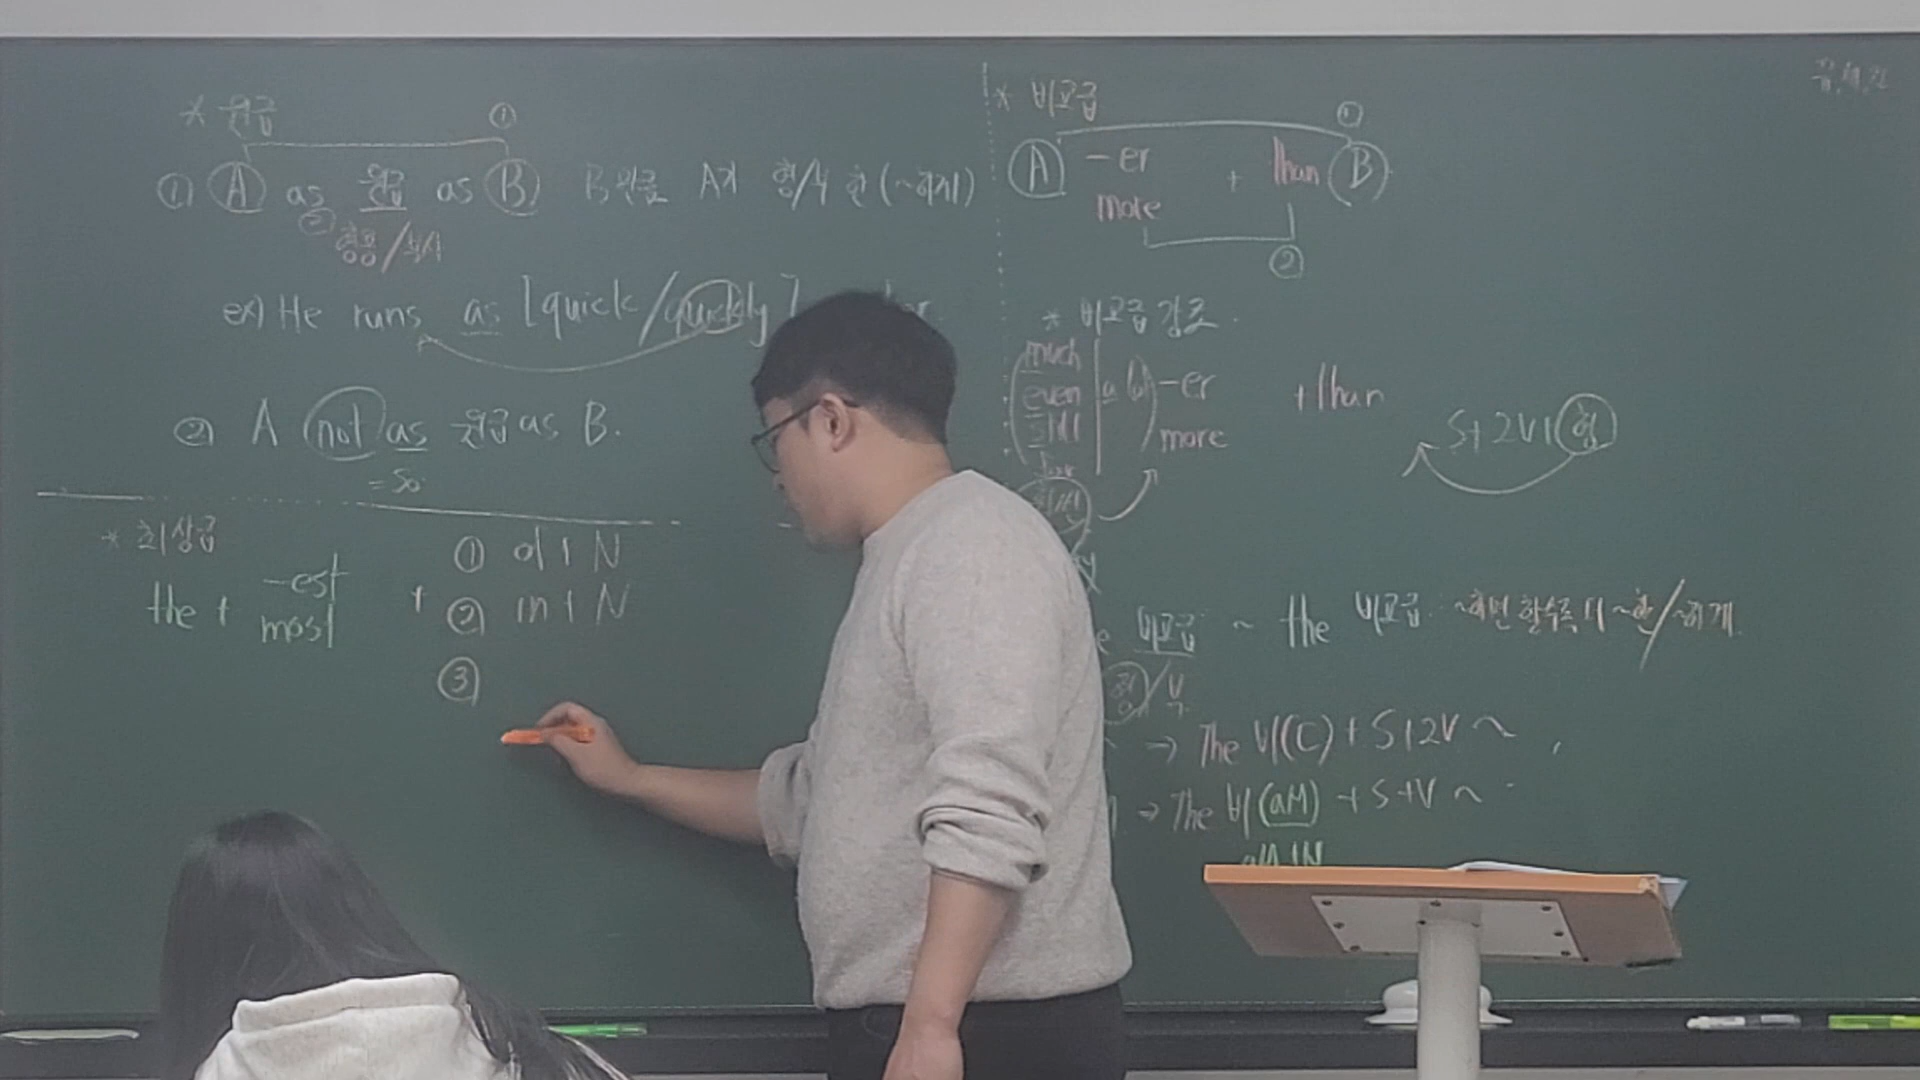 * 원급
①
① A as 원급 as B B만큼 A가 형/부 한 (~하게)
②
형용/부사
ex) He runs as [quick/quickly]
② A not as 원급 as B.
= so
* 최상급
the + -est
most
+
① of + N
② in + N
③
* 비교급
①
A -er + than B
more
②
* 비교급 강조.
much
even
still
far
a lot
-er + than
more
S + 2V + 형
비교급 ~ the 비교급: ~하면 할수록 더 ~한/~하게
형/부
→ The 비(C) + S + 2V ~ ,
→ The 비(aM) + S + V ~